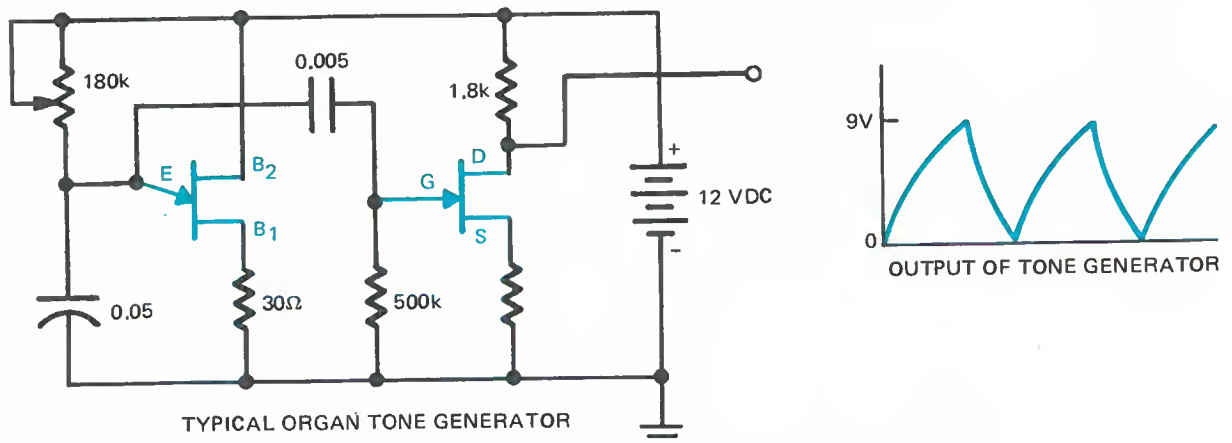 180k
0.005
1.8k
E
B2
B1
G
D
S
+
12 VDC
-
0.05
30Ω
500k
TYPICAL ORGAN TONE GENERATOR
9V
0
OUTPUT OF TONE GENERATOR